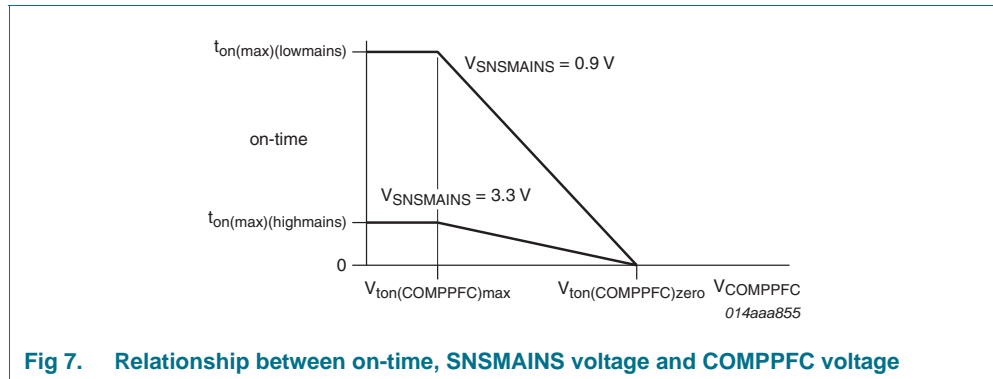 ton(max)(lowmains)
VSNSMAINS = 0.9 V
on-time
VSNSMAINS = 3.3 V
ton(max)(highmains)
0
Vton(COMPPFC)max
Vton(COMPPFC)zero
VCOMPPFC
014aaa855
Fig 7. Relationship between on-time, SNSMAINS voltage and COMPPFC voltage